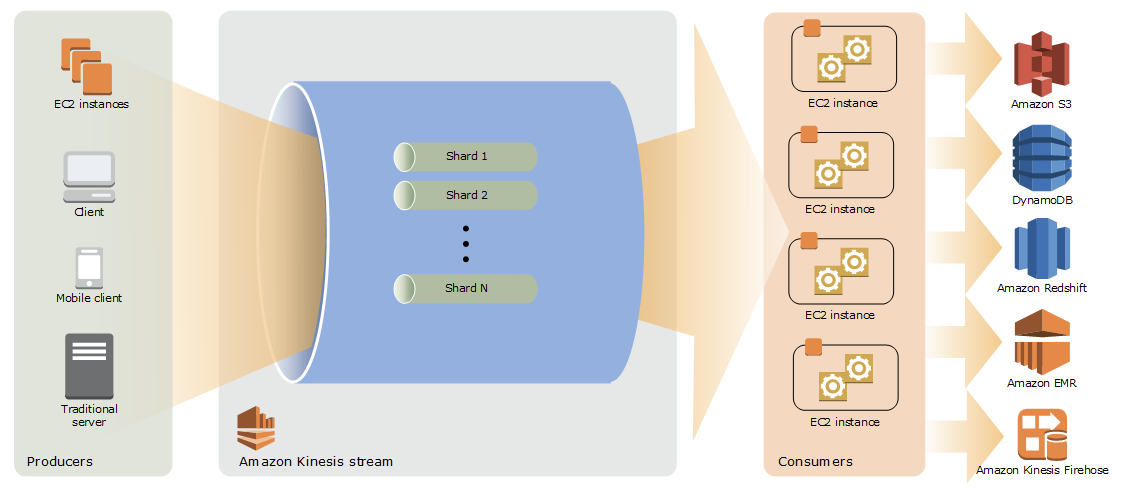 EC2 instances
Client
Mobile client
Traditional
server
Producers
Shard 1
Shard 2
Shard N
Amazon Kinesis stream
EC2 instance
EC2 instance
EC2 instance
EC2 instance
Consumers
Amazon S3
DynamoDB
Amazon Redshift
Amazon EMR
Amazon Kinesis Firehose